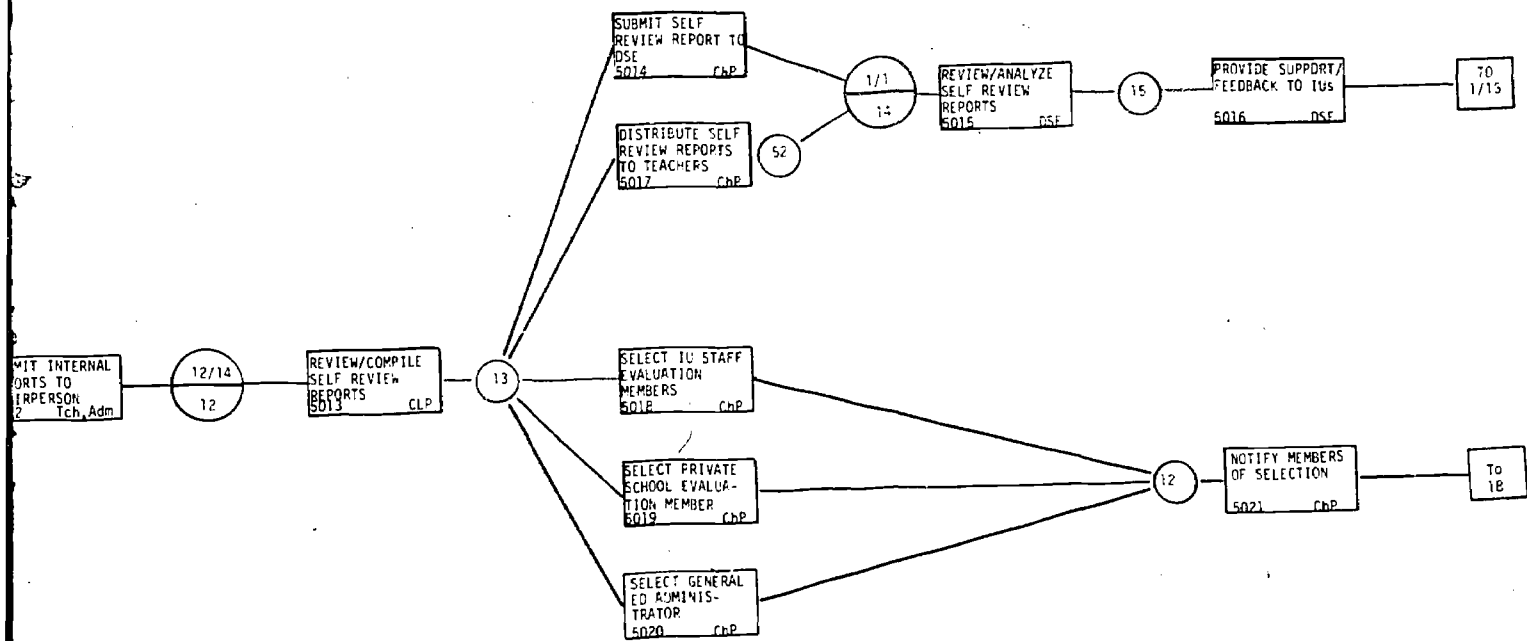 SUBMIT SELF
REVIEW REPORT TO
DSE
5014 ChP
1/1
14
REVIEW/ANALYZE
SELF REVIEW
REPORTS
5015 DSE
15
PROVIDE SUPPORT/
FEEDBACK TO IUs
5016 DSE
TO
1/15
DISTRIBUTE SELF
REVIEW REPORTS
TO TEACHERS
5017 ChP
52
MIT INTERNAL
ORTS TO
IRPERSON
2 Tch,Adm
12/14
12
REVIEW/COMPILE
SELF REVIEW
REPORTS
5013 CLP
13
SELECT IU STAFF
EVALUATION
MEMBERS
5018 ChP
SELECT PRIVATE
SCHOOL EVALUA-
TION MEMBER
5019 ChP
SELECT GENERAL
ED ADMINIS-
TRATOR
5020 ChP
12
NOTIFY MEMBERS
OF SELECTION
5021 ChP
To
18